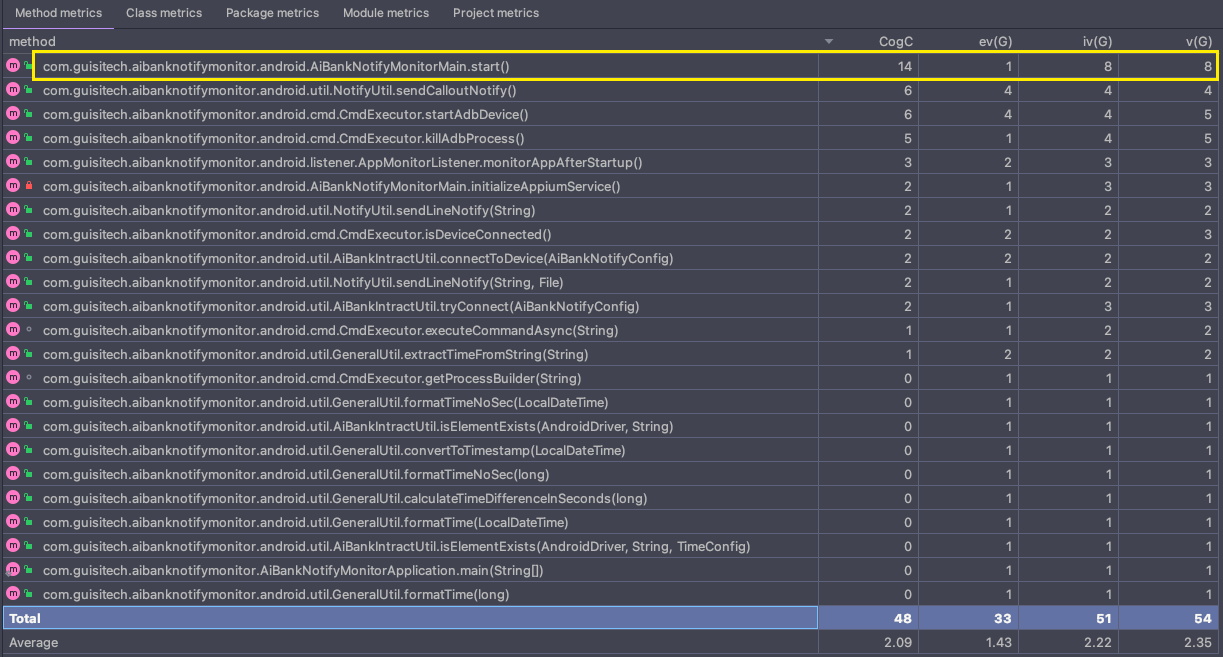 Method metrics Class metrics Package metrics Module metrics Project metrics
method CogC ev(G) iv(G) v(G)
m com.guisitech.aibanknotifymonitor.android.AiBankNotifyMonitorMain.start() 14 1 8 8
m com.guisitech.aibanknotifymonitor.android.util.NotifyUtil.sendCalloutNotify() 6 4 4 4
m com.guisitech.aibanknotifymonitor.android.cmd.CmdExecutor.startAdbDevice() 6 4 4 5
m com.guisitech.aibanknotifymonitor.android.cmd.CmdExecutor.killAdbProcess() 5 1 4 5
m com.guisitech.aibanknotifymonitor.android.listener.AppMonitorListener.monitorAppAfterStartup() 3 2 3 3
m com.guisitech.aibanknotifymonitor.android.AiBankNotifyMonitorMain.initializeAppiumService() 2 1 3 3
m com.guisitech.aibanknotifymonitor.android.util.NotifyUtil.sendLineNotify(String) 2 1 2 2
m com.guisitech.aibanknotifymonitor.android.cmd.CmdExecutor.isDeviceConnected() 2 2 2 3
m com.guisitech.aibanknotifymonitor.android.util.AiBankIntractUtil.connectToDevice(AiBankNotifyConfig) 2 2 2 2
m com.guisitech.aibanknotifymonitor.android.util.NotifyUtil.sendLineNotify(String, File) 2 1 2 2
m com.guisitech.aibanknotifymonitor.android.util.AiBankIntractUtil.tryConnect(AiBankNotifyConfig) 2 1 3 3
m com.guisitech.aibanknotifymonitor.android.cmd.CmdExecutor.executeCommandAsync(String) 1 1 2 2
m com.guisitech.aibanknotifymonitor.android.util.GeneralUtil.extractTimeFromString(String) 1 2 2 2
m com.guisitech.aibanknotifymonitor.android.cmd.CmdExecutor.getProcessBuilder(String) 0 1 1 1
m com.guisitech.aibanknotifymonitor.android.util.GeneralUtil.formatTimeNoSec(LocalDateTime) 0 1 1 1
m com.guisitech.aibanknotifymonitor.android.util.AiBankIntractUtil.isElementExists(AndroidDriver, String) 0 1 1 1
m com.guisitech.aibanknotifymonitor.android.util.GeneralUtil.convertToTimestamp(LocalDateTime) 0 1 1 1
m com.guisitech.aibanknotifymonitor.android.util.GeneralUtil.formatTimeNoSec(long) 0 1 1 1
m com.guisitech.aibanknotifymonitor.android.util.GeneralUtil.calculateTimeDifferenceInSeconds(long) 0 1 1 1
m com.guisitech.aibanknotifymonitor.android.util.GeneralUtil.formatTime(LocalDateTime) 0 1 1 1
m com.guisitech.aibanknotifymonitor.android.util.AiBankIntractUtil.isElementExists(AndroidDriver, String, TimeConfig) 0 1 1 1
m com.guisitech.aibanknotifymonitor.AiBankNotifyMonitorApplication.main(String[]) 0 1 1 1
m com.guisitech.aibanknotifymonitor.android.util.GeneralUtil.formatTime(long) 0 1 1 1
Total 48 33 51 54
Average 2.09 1.43 2.22 2.35